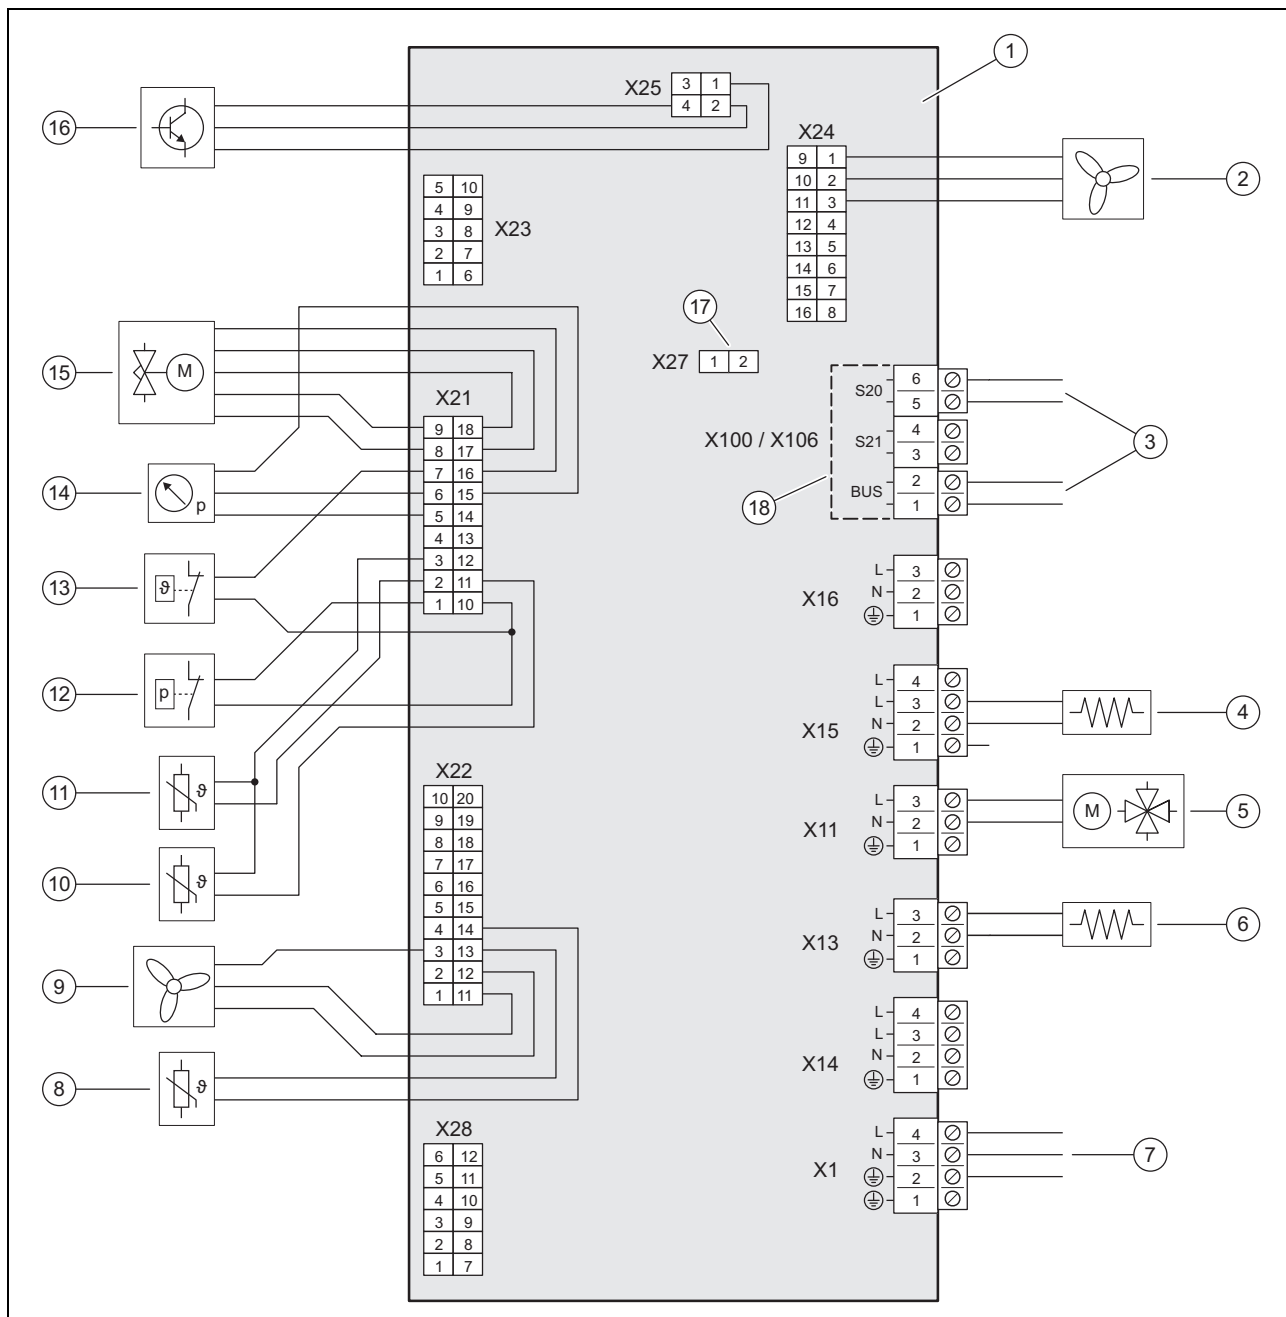 1
X25
3 1
4 2
16
X24
9 1
10 2
11 3
12 4
13 5
14 6
15 7
16 8
2
5 10
4 9
3 8
2 7
1 6
X23
17
X27
1 2
15
M
X21
9 18
8 17
7 16
6 15
5 14
4 13
3 12
2 11
1 10
X100 / X106
S20
6
5
S21
4
3
BUS
2
1
3
18
14
p
13
ϑ
X16
L 3
N 2
1
12
p
X15
L 4
L 3
N 2
1
4
11
ϑ
X22
10 20
9 19
8 18
7 17
6 16
5 15
4 14
3 13
2 12
1 11
X11
L 3
N 2
1
M
5
10
ϑ
X13
L 3
N 2
1
6
9
X14
L 4
L 3
N 2
1
8
ϑ
X28
6 12
5 11
4 10
3 9
2 8
1 7
X1
L 4
N 3
2
1
7